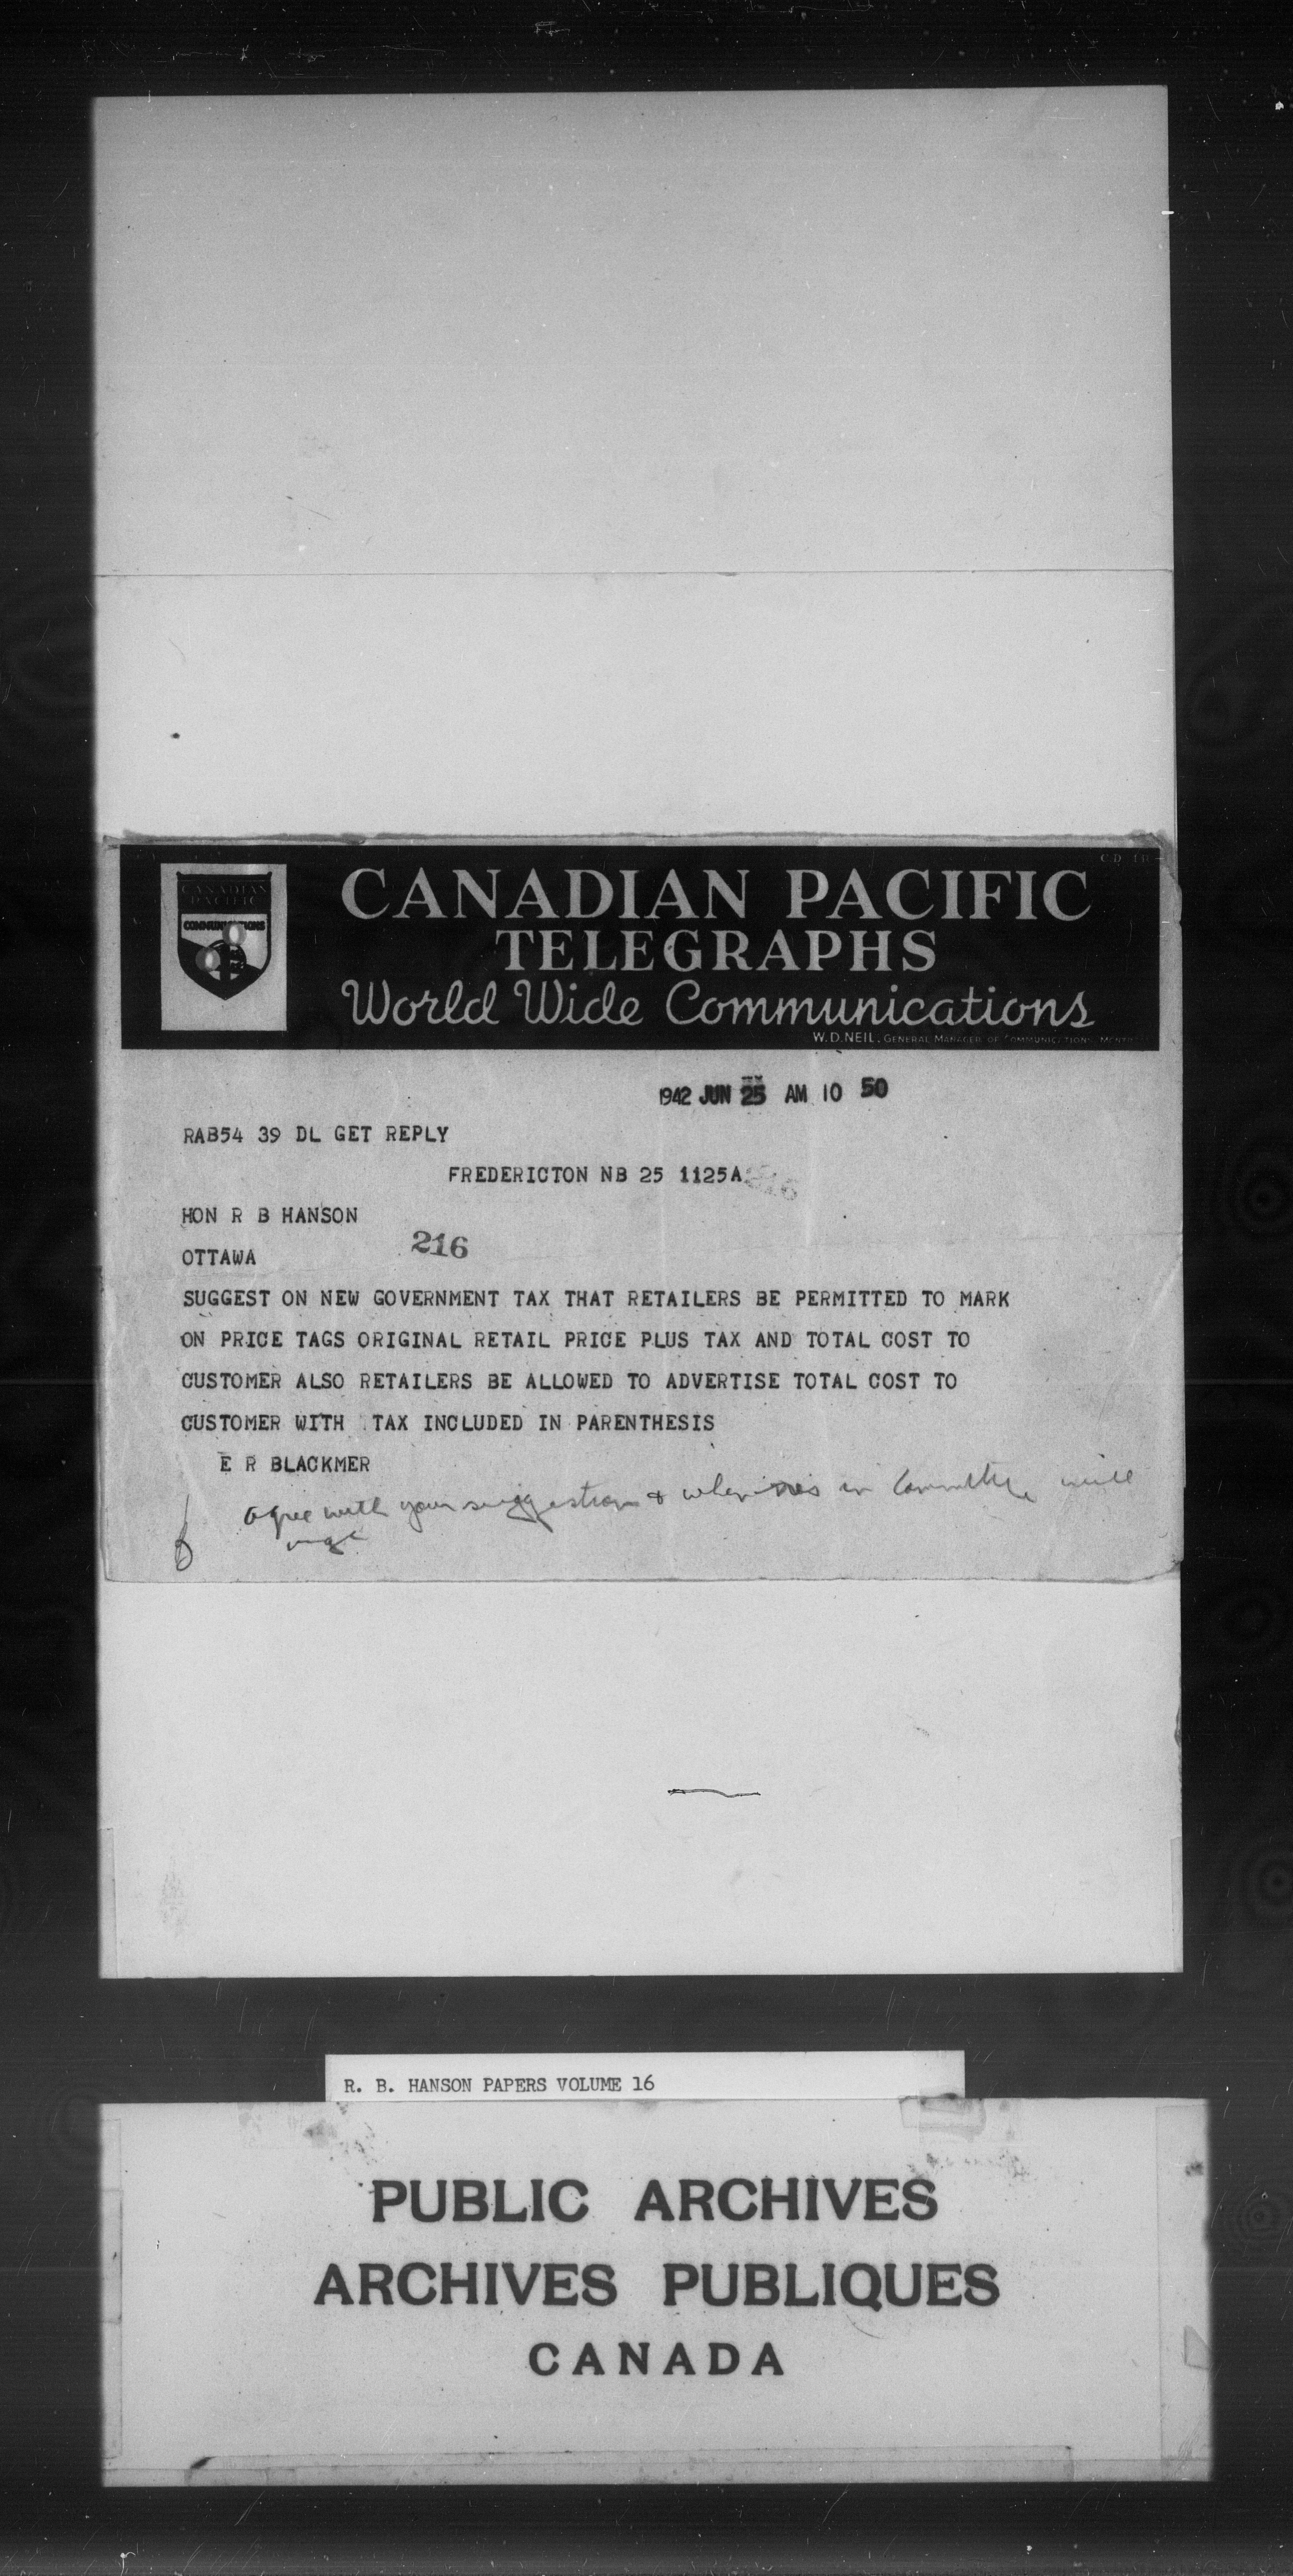 C.D.
CANADIAN PACIFIC
COMMUNICATIONS
CANADIAN PACIFIC
TELEGRAPHS
World Wide Communications
W.D. NEIL, GENERAL MANAGER OF COMMUNICATIONS, MONTREAL
1942 JUN 25 AM 10 50
RAB54 39 DL GET REPLY
FREDERICTON NB 25 1125A
HON R B HANSON
216
OTTAWA
SUGGEST ON NEW GOVERNMENT TAX THAT RETAILERS BE PERMITTED TO MARK
ON PRICE TAGS ORIGINAL RETAIL PRICE PLUS TAX AND TOTAL COST TO
CUSTOMER ALSO RETAILERS BE ALLOWED TO ADVERTISE TOTAL COST TO
CUSTOMER WITH TAX INCLUDED IN PARENTHESIS
E R BLACKMER
agree with your suggestion & when in Committee will
urge
R. B. HANSON PAPERS VOLUME 16
PUBLIC ARCHIVES
ARCHIVES PUBLIQUES
CANADA